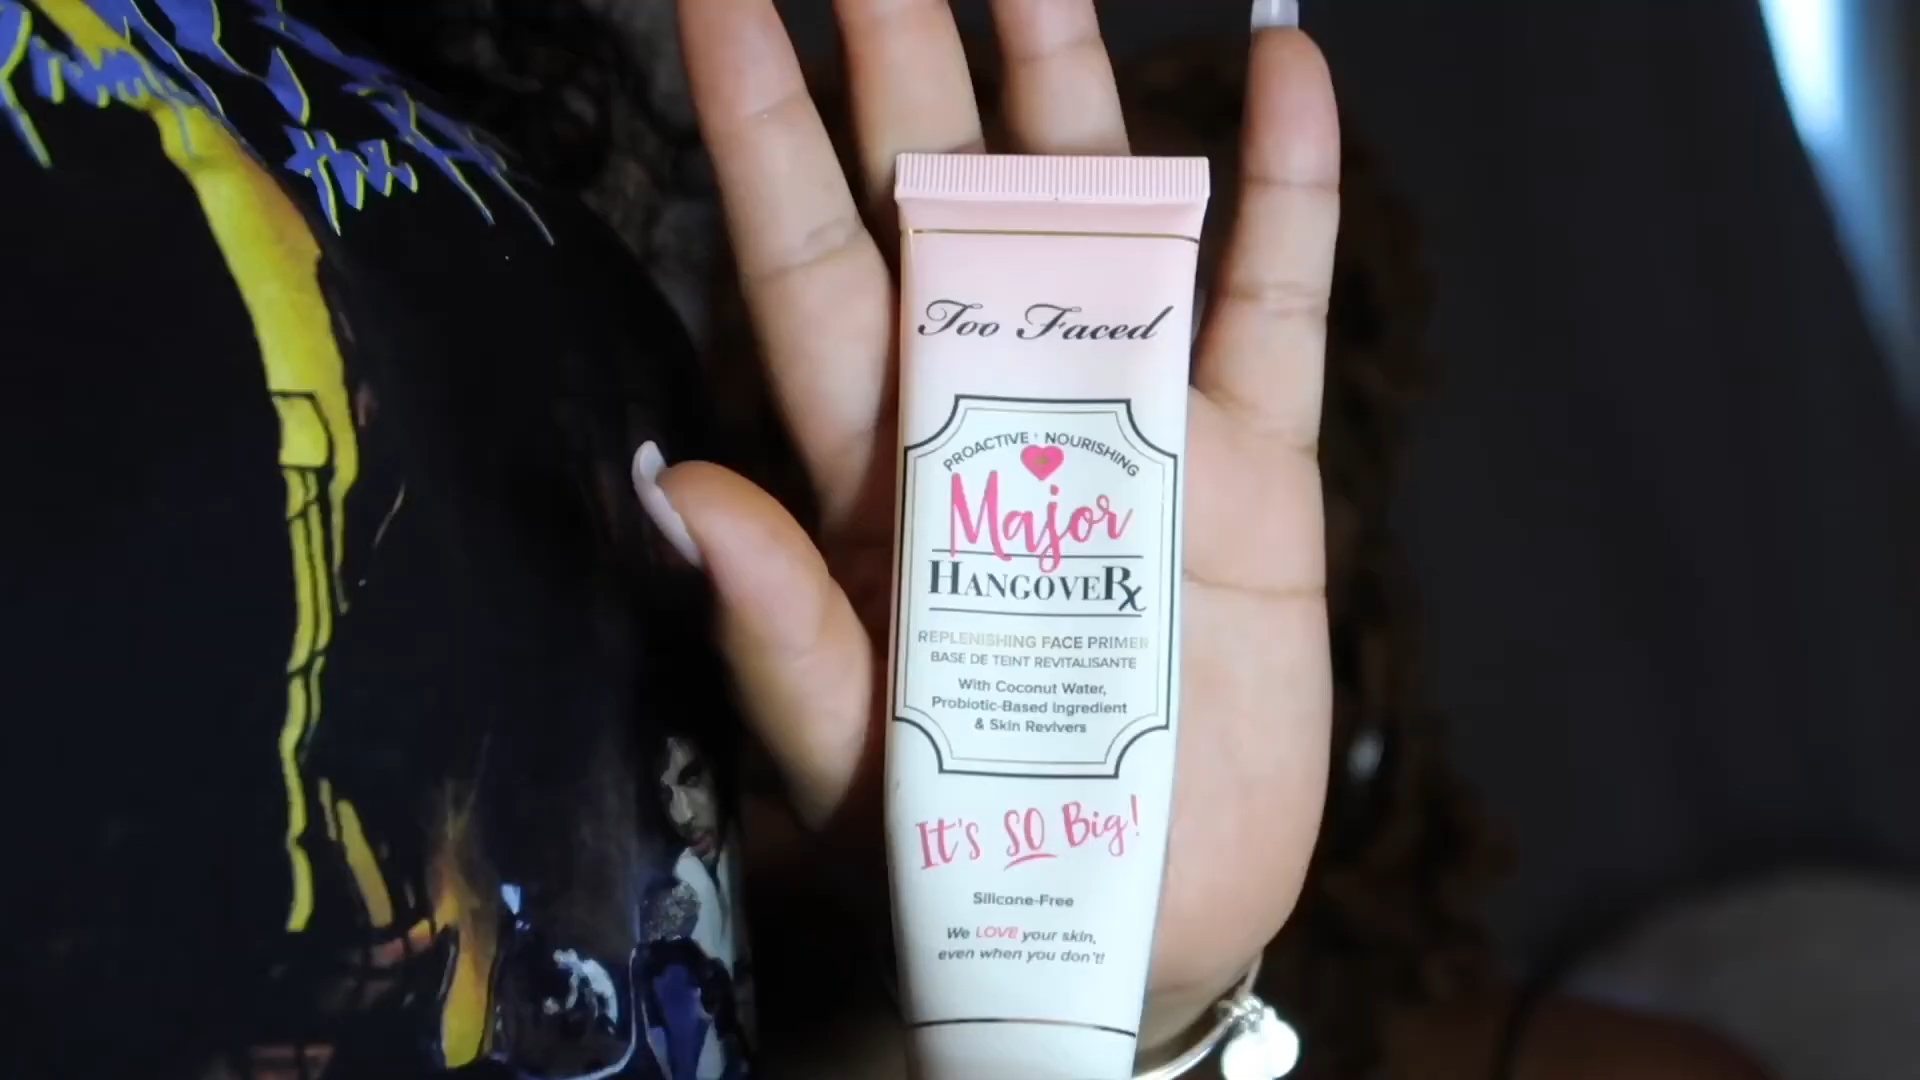 Too Faced
PROACTIVE · NOURISHING
Major
HANGOVERx
REPLENISHING FACE PRIMER
BASE DE TEINT REVITALISANTE
With Coconut Water,
Probiotic-Based Ingredient
& Skin Revivers
It's SO Big!
Silicone-Free
We LOVE your skin,
even when you don't!